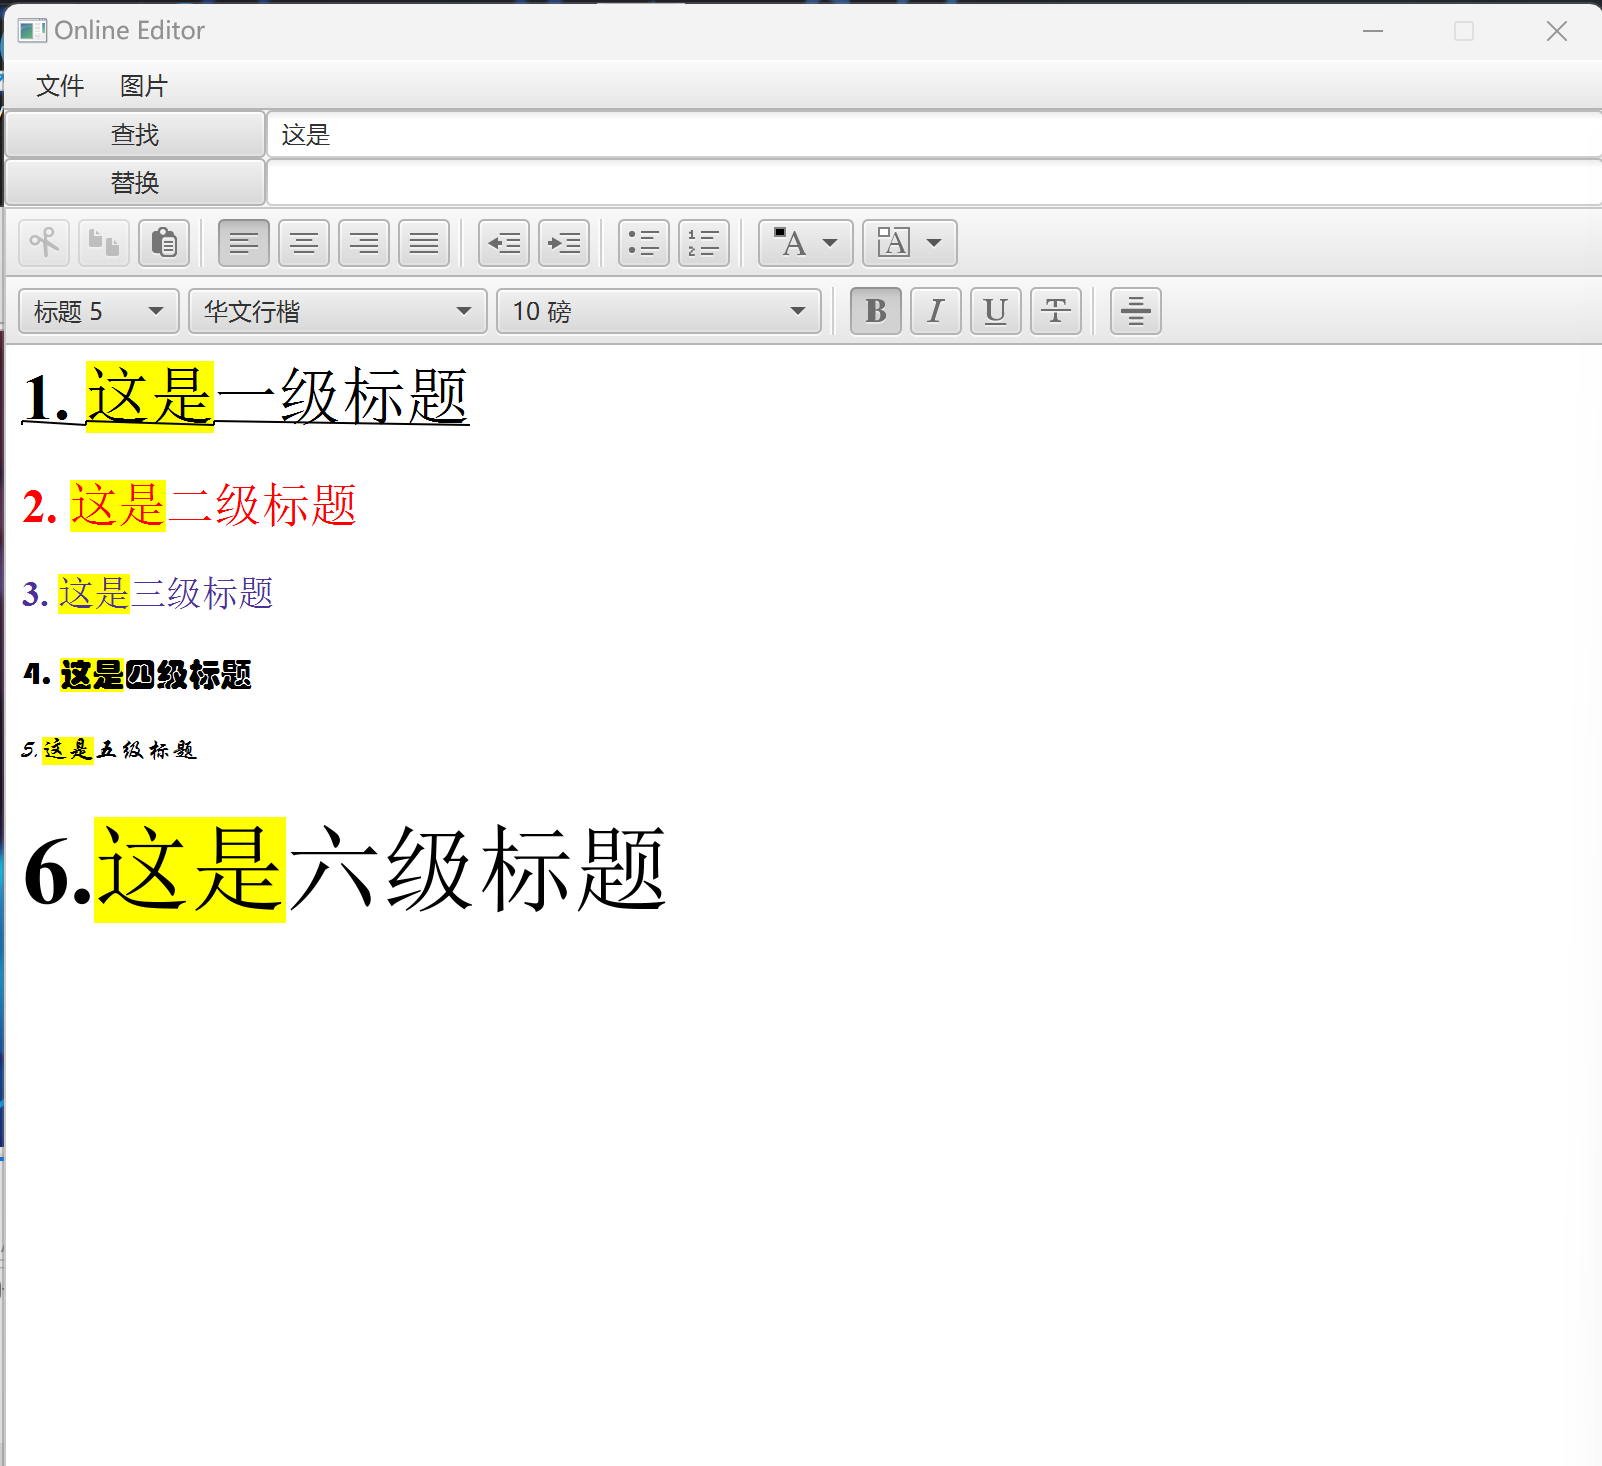 Online Editor
文件 图片
查找 这是
替换
标题 5 华文行楷 10 磅 B I U T
1. 这是一级标题
2. 这是二级标题
3. 这是三级标题
4. 这是四级标题
5.这是五级标题
6.这是六级标题